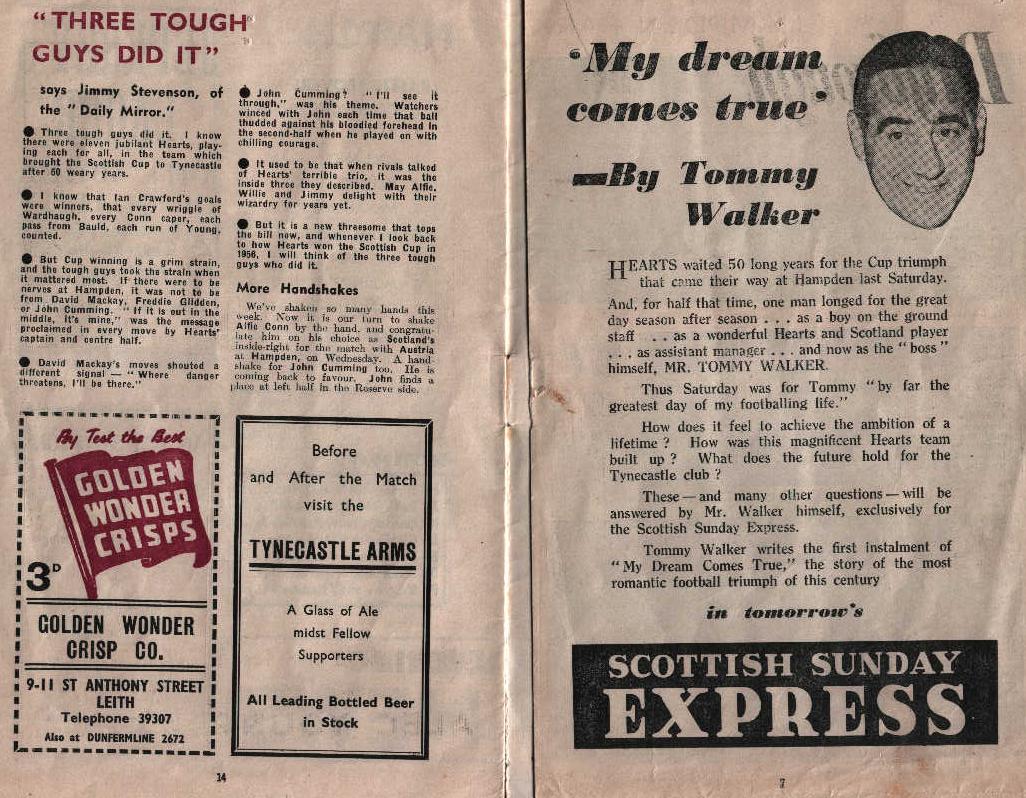 “THREE TOUGH
GUYS DID IT”
says Jimmy Stevenson, of
the “Daily Mirror.”
● Three tough guys did it. I know
there were eleven jubilant Hearts, play-
ing each for all, in the team which
brought the Scottish Cup to Tynecastle
after 50 weary years.
● I know that Ian Crawford's goals
were winners, that every wriggle of
Wardhaugh, every Conn caper, each
pass from Bauld, each run of Young,
counted.
● But Cup winning is a grim strain,
and the tough guys took the strain when
it mattered most. If there were to be
nerves at Hampden, it was not to be
from David Mackay, Freddie Glidden,
or John Cumming. “If it is out in the
middle, it's mine,” was the message
proclaimed in every move by Hearts'
captain and centre half.
● David Mackay's moves shouted a
different signal — “Where danger
threatens, I'll be there.”
● John Cumming? “I'll see it
through,” was his theme. Watchers
winced with John each time that ball
thudded against his bloodied forehead in
the second-half when he played on with
chilling courage.
● It used to be that when rivals talked
of Hearts' terrible trio, it was the
inside three they described. May Alfie,
Willie and Jimmy delight with their
wizardry for years yet.
● But it is a new threesome that tops
the bill now, and whenever I look back
to how Hearts won the Scottish Cup in
1956, I will think of the three tough
guys who did it.
More Handshakes
We've shaken so many hands this
week. Now it is our turn to shake
Alfie Conn by the hand, and congratu-
late him on his choice as Scotland's
inside-right for the match with Austria
at Hampden, on Wednesday. A hand-
shake for John Cumming too. He is
coming back to favour. John finds a
place at left half in the Reserve side.
By Test the Best
GOLDEN
WONDER
CRISPS
3D
GOLDEN WONDER
CRISP CO.
9-11 ST ANTHONY STREET
LEITH
Telephone 39307
Also at DUNFERMLINE 2672
Before
and After the Match
visit the
TYNECASTLE ARMS
A Glass of Ale
midst Fellow
Supporters
All Leading Bottled Beer
in Stock
14
‘My dream
comes true’
—By Tommy
Walker
HEARTS waited 50 long years for the Cup triumph
that came their way at Hampden last Saturday.
And, for half that time, one man longed for the great
day season after season . . . as a boy on the ground
staff . . as a wonderful Hearts and Scotland player
. . . as assistant manager . . . and now as the “boss”
himself, MR. TOMMY WALKER.
Thus Saturday was for Tommy “by far the
greatest day of my footballing life.”
How does it feel to achieve the ambition of a
lifetime ? How was this magnificent Hearts team
built up ? What does the future hold for the
Tynecastle club ?
These—and many other questions—will be
answered by Mr. Walker himself, exclusively for
the Scottish Sunday Express.
Tommy Walker writes the first instalment of
“My Dream Comes True,” the story of the most
romantic football triumph of this century
in tomorrow's
SCOTTISH SUNDAY
EXPRESS
7